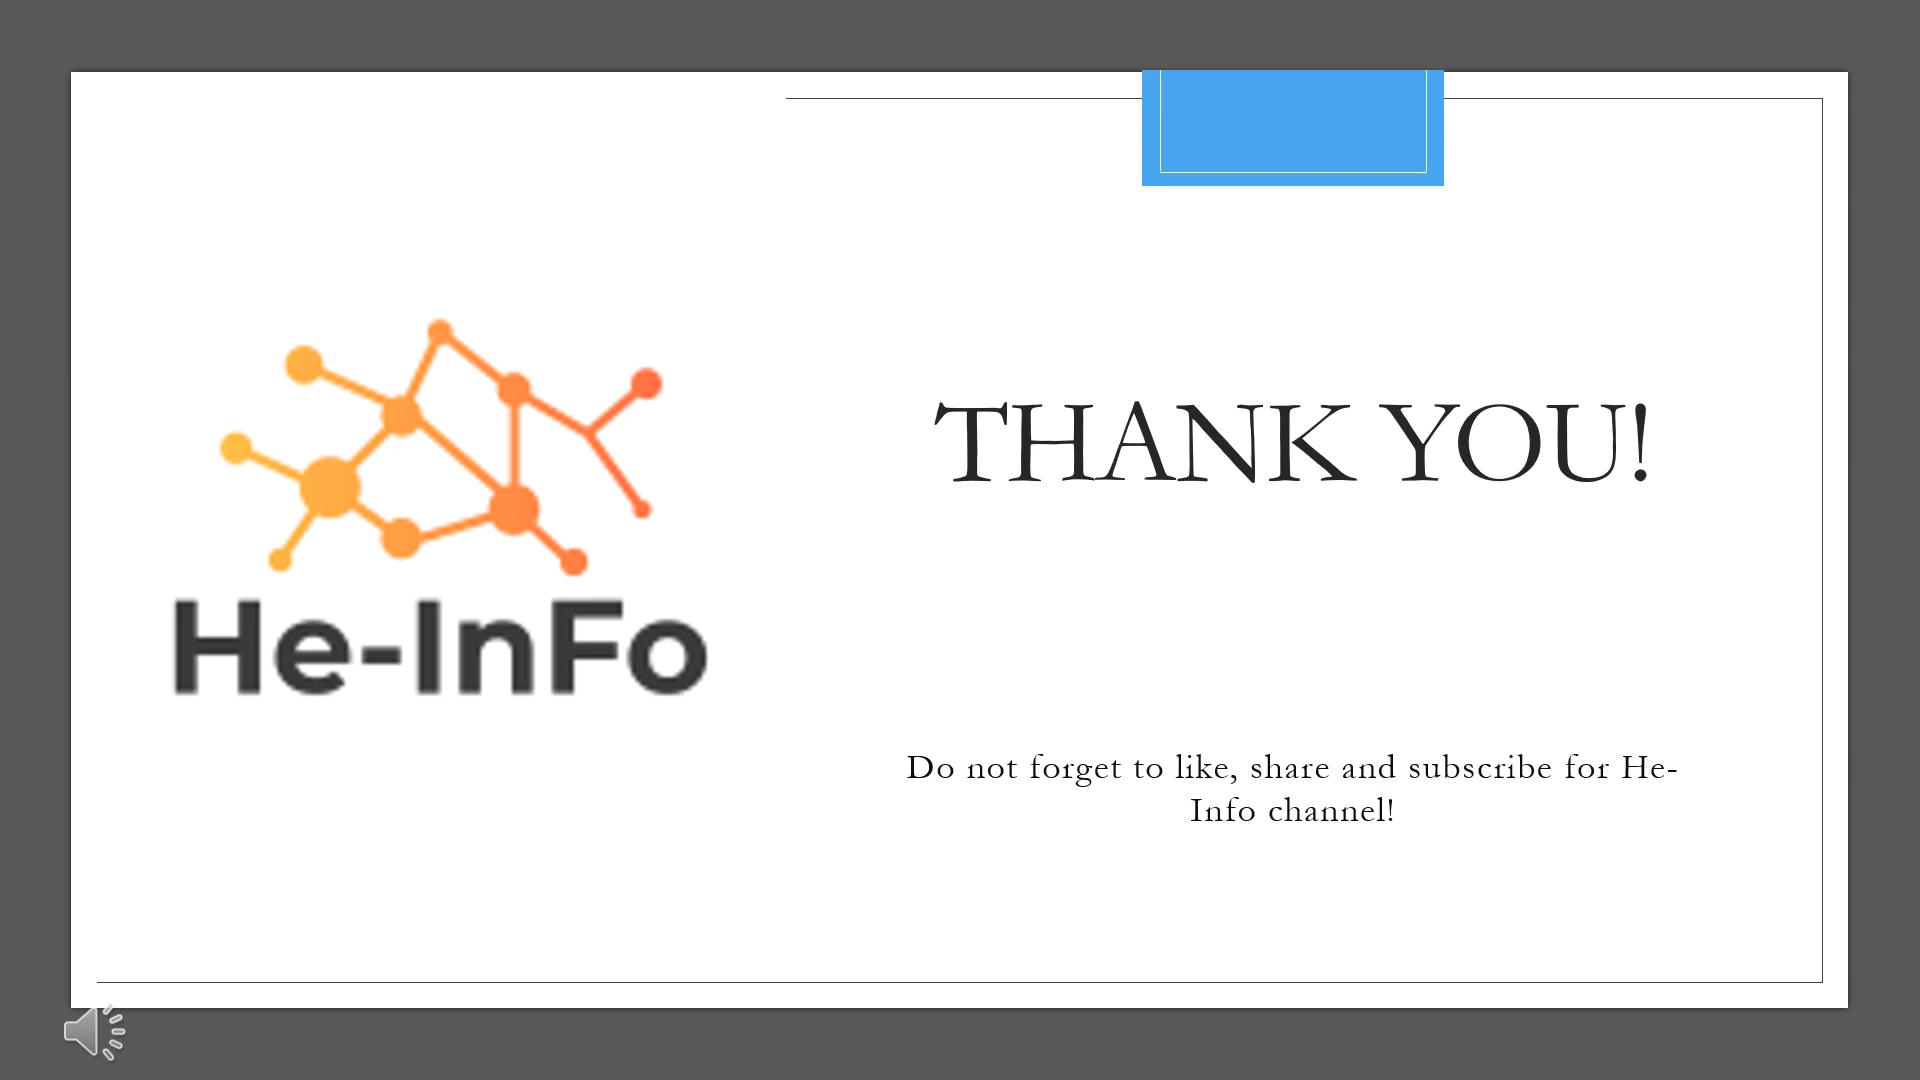 He-InFo
THANK YOU!
Do not forget to like, share and subscribe for He-
Info channel!